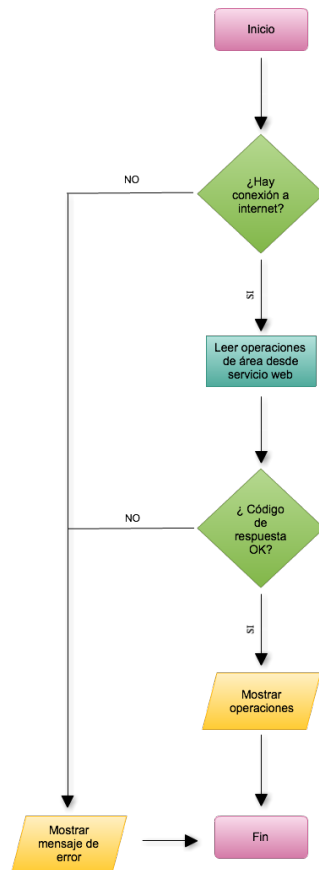 Inicio
NO
¿Hay
conexión a
internet?
SI
Leer operaciones
de área desde
servicio web
NO
¿ Código
de
respuesta
OK?
SI
Mostrar
operaciones
Mostrar
mensaje de
error
Fin